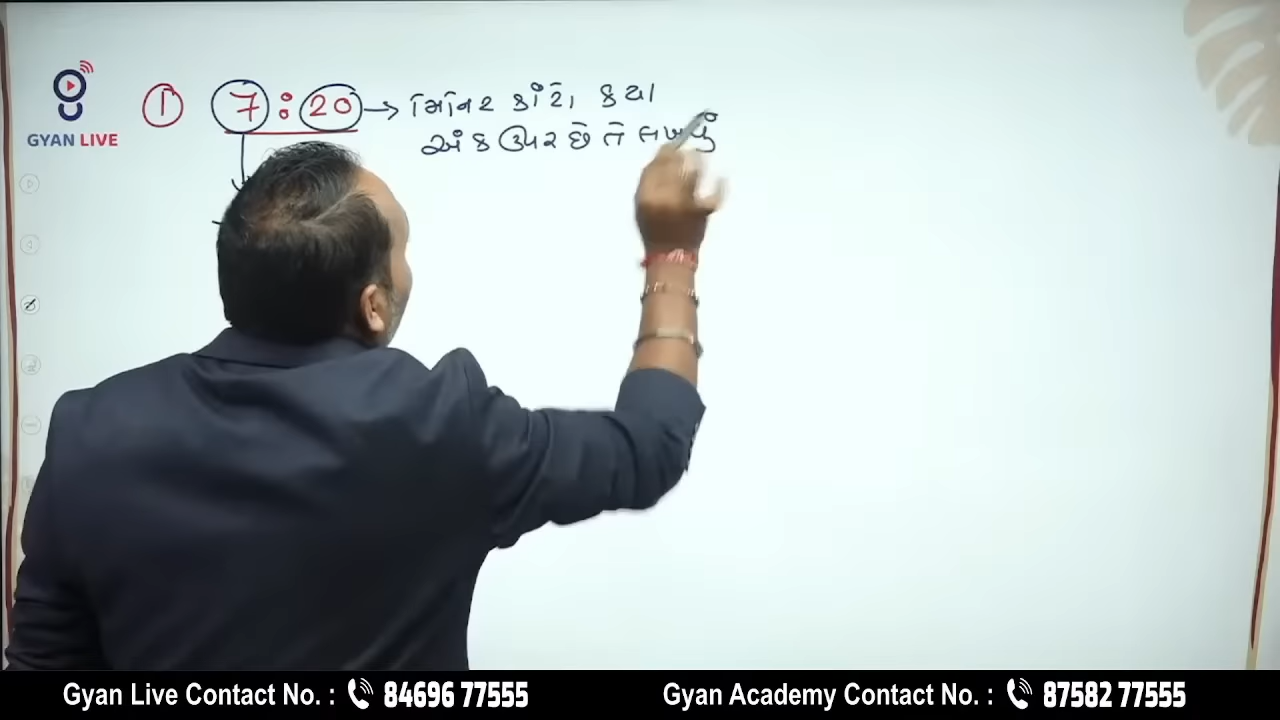 ① 7 : 20 → મિનિટ કાંટો કયા
અંક ઉપર છે તે લખવું
GYAN LIVE
Gyan Live Contact No. : 84696 77555
Gyan Academy Contact No. : 87582 77555